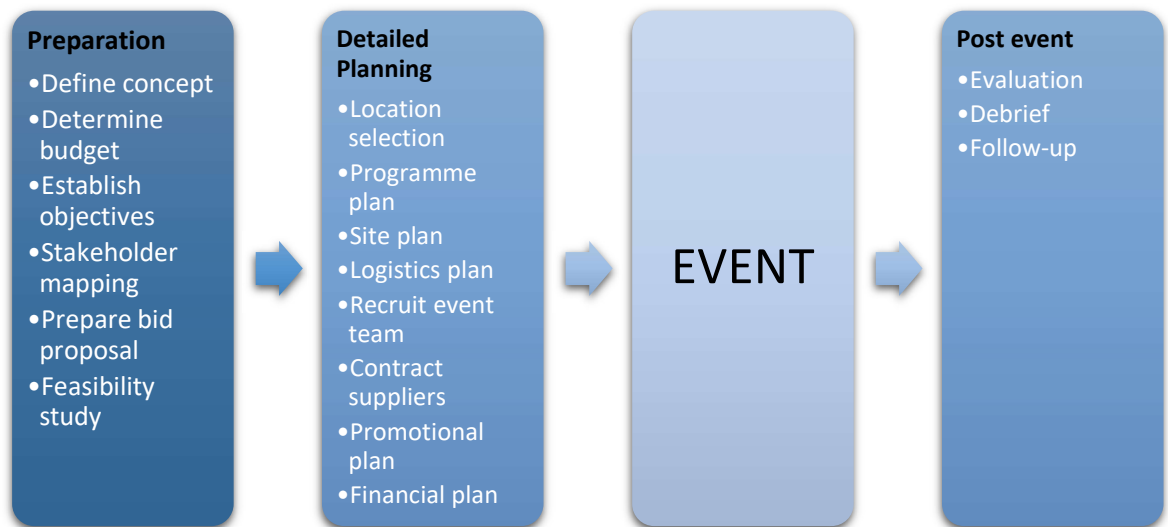 Preparation
•Define concept
•Determine
budget
•Establish
objectives
•Stakeholder
mapping
•Prepare bid
proposal
•Feasibility
study
Detailed
Planning
•Location
selection
•Programme
plan
•Site plan
•Logistics plan
•Recruit event
team
•Contract
suppliers
•Promotional
plan
•Financial plan
EVENT
Post event
•Evaluation
•Debrief
•Follow-up